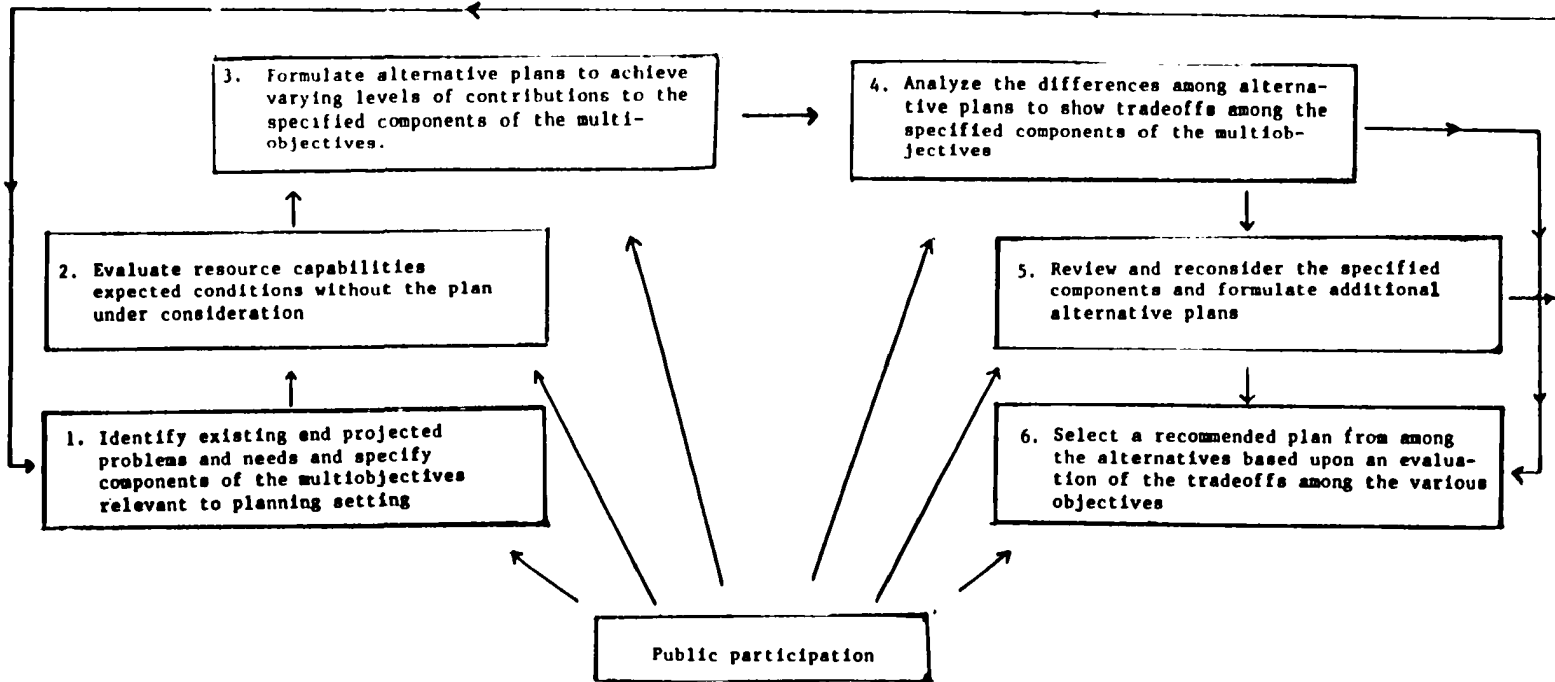 3. Formulate alternative plans to achieve
varying levels of contributions to the
specified components of the multi-
objectives.
4. Analyze the differences among alterna-
tive plans to show tradeoffs among the
specified components of the multiob-
jectives
2. Evaluate resource capabilities
expected conditions without the plan
under consideration
5. Review and reconsider the specified
components and formulate additional
alternative plans
1. Identify existing end projected
problems and needs and specify
components of the multiobjectives
relevant to planning setting
6. Select a recommended plan from among
the alternatives based upon an evalua-
tion of the tradeoffs among the various
objectives
Public participation